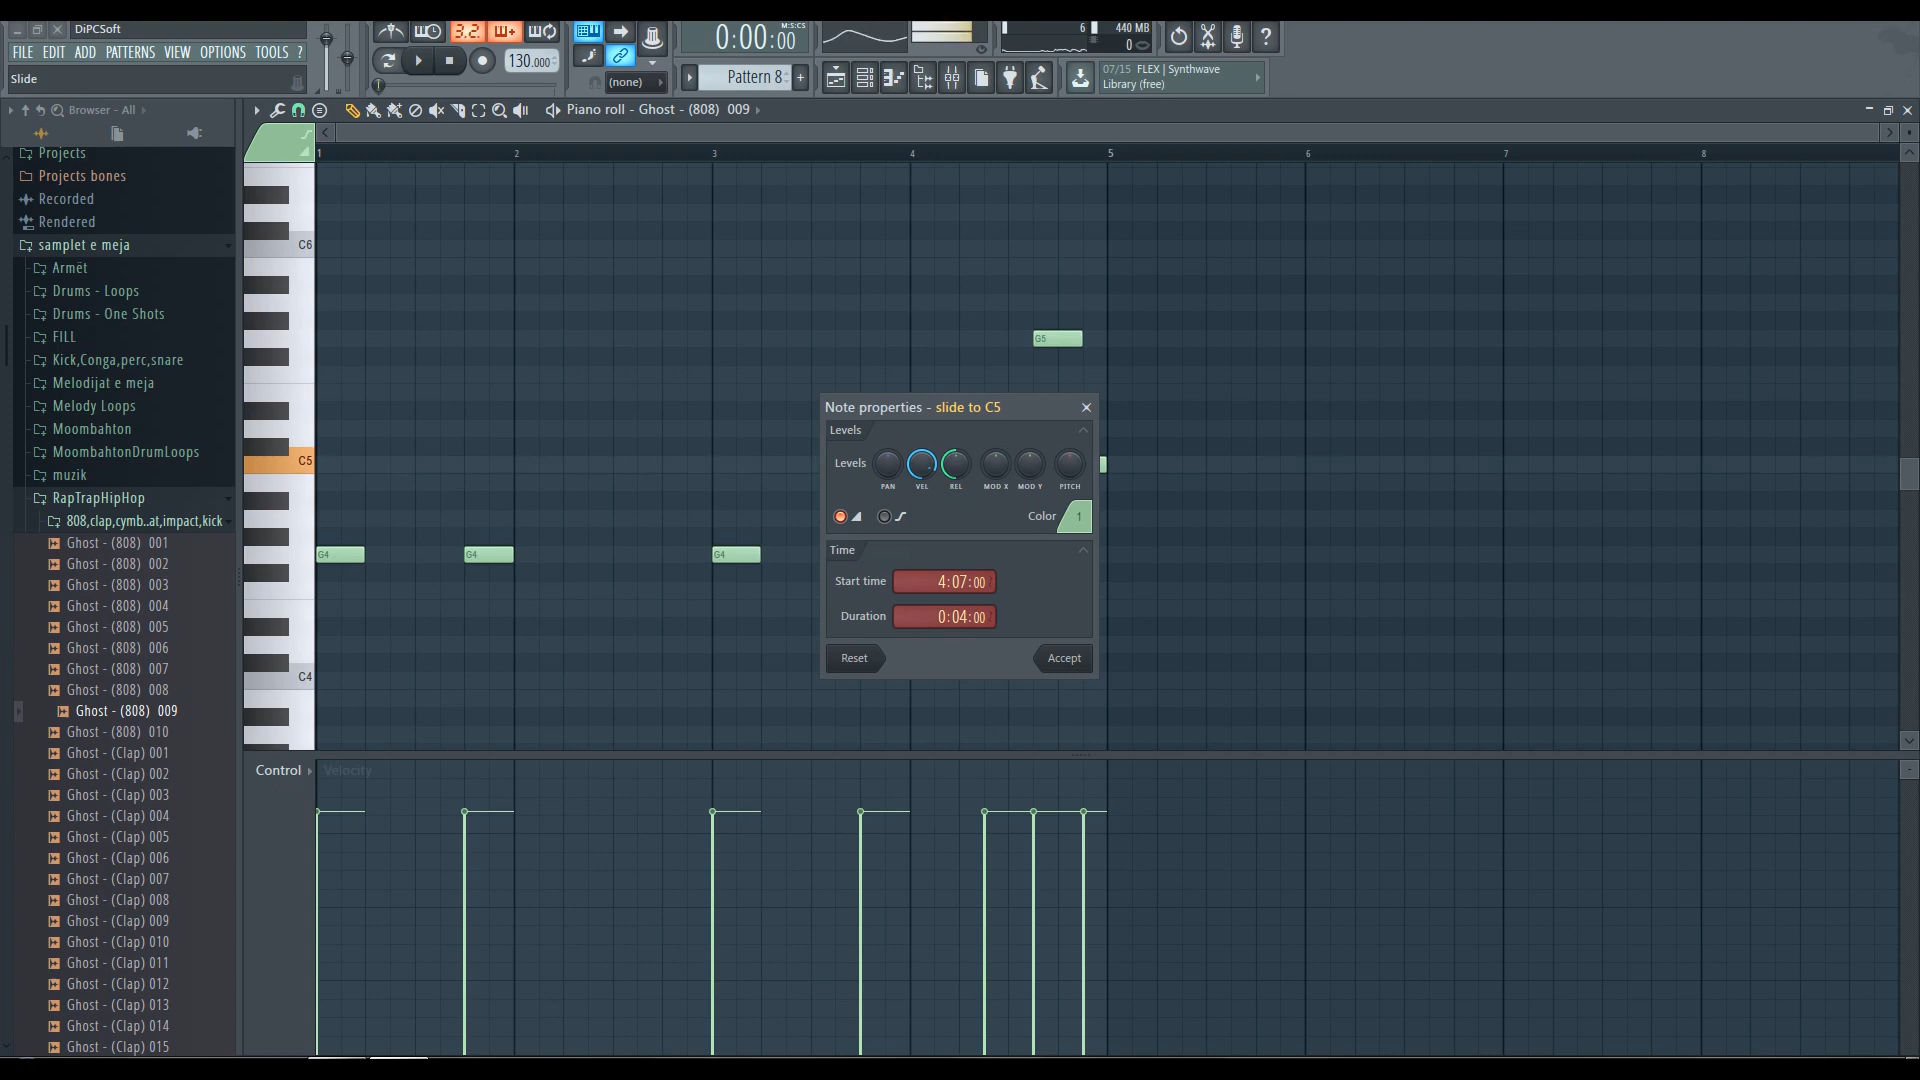 DiPCSoft
FILE EDIT ADD PATTERNS VIEW OPTIONS TOOLS ?
Slide
3.2
130.000
(none)
0:00:00
M:S:CS
Pattern 8
+
6
440 MB
0
?
07/15 FLEX | Synthwave
Library (free)
Browser - All
Piano roll - Ghost - (808) 009
1 2 3 4 5 6 7 8
Projects
Projects bones
Recorded
Rendered
samplet e meja
Armët
Drums - Loops
Drums - One Shots
FILL
Kick,Conga,perc,snare
Melodijat e meja
Melody Loops
Moombahton
MoombahtonDrumLoops
muzik
RapTrapHipHop
808,clap,cymb..at,impact,kick
Ghost - (808) 001
Ghost - (808) 002
Ghost - (808) 003
Ghost - (808) 004
Ghost - (808) 005
Ghost - (808) 006
Ghost - (808) 007
Ghost - (808) 008
Ghost - (808) 009
Ghost - (808) 010
Ghost - (Clap) 001
Ghost - (Clap) 002
Ghost - (Clap) 003
Ghost - (Clap) 004
Ghost - (Clap) 005
Ghost - (Clap) 006
Ghost - (Clap) 007
Ghost - (Clap) 008
Ghost - (Clap) 009
Ghost - (Clap) 010
Ghost - (Clap) 011
Ghost - (Clap) 012
Ghost - (Clap) 013
Ghost - (Clap) 014
Ghost - (Clap) 015
C6
C5
C4
G5
G4
G4
G4
Note properties - slide to C5
Levels
Levels
PAN VEL REL MOD X MOD Y PITCH
Color 1
Time
Start time 4:07:00
Duration 0:04:00
Reset
Accept
Control
Velocity